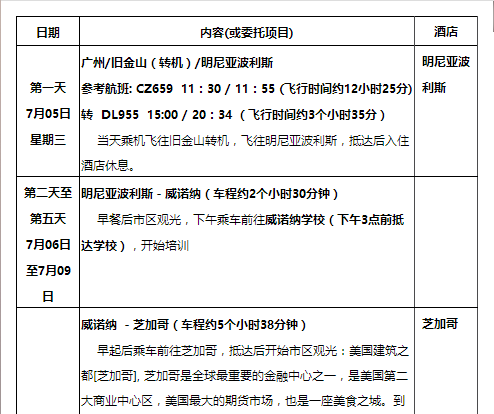 日期 内容(或委托项目) 酒店
广州/旧金山（转机）/明尼亚波利斯 明尼亚波
第一天 参考航班: CZ659 11：30 / 11：55 (飞行时间约12小时25分) 利斯
7月05日 转 DL955 15:00 / 20：34 （飞行时间约3个小时35分）
星期三 当天乘机飞往旧金山转机，飞往明尼亚波利斯，抵达后入住
酒店休息。
第二天至 明尼亚波利斯 - 威诺纳（车程约2个小时30分钟）
第五天 早餐后市区观光，下午乘车前往威诺纳学校（下午3点前抵
7月06日 达学校），开始培训
至7月09
日
威诺纳 - 芝加哥（车程约5个小时38分钟） 芝加哥
早起后乘车前往芝加哥，抵达后开始市区观光：美国建筑之
都[芝加哥], 芝加哥是全球最重要的金融中心之一，是美国第
二大商业中心区，美国最大的期货市场，也是一座美食之城。到